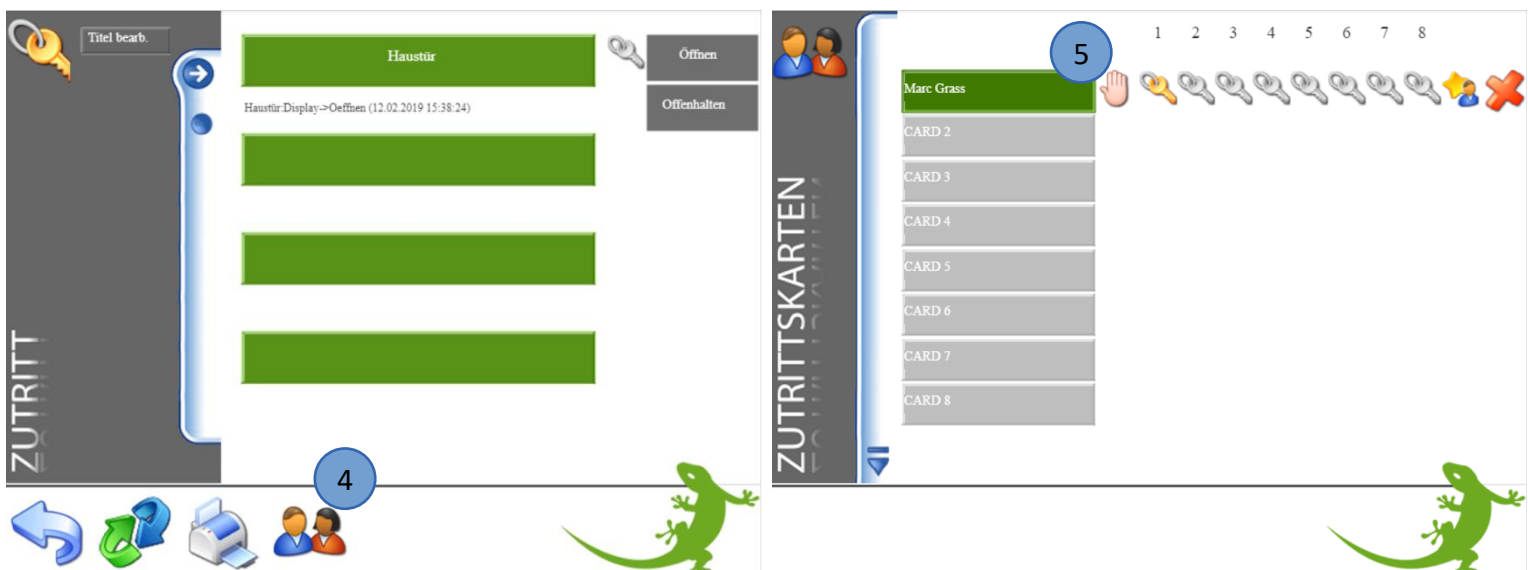 Titel bearb.
Haustür
Öffnen
Haustür:Display->Oeffnen (12.02.2019 15:38:24)
Offenhalten
ZUTRITT
4
1 2 3 4 5 6 7 8
5
Marc Grass
CARD 2
CARD 3
CARD 4
CARD 5
CARD 6
CARD 7
CARD 8
ZUTRITTSKARTEN